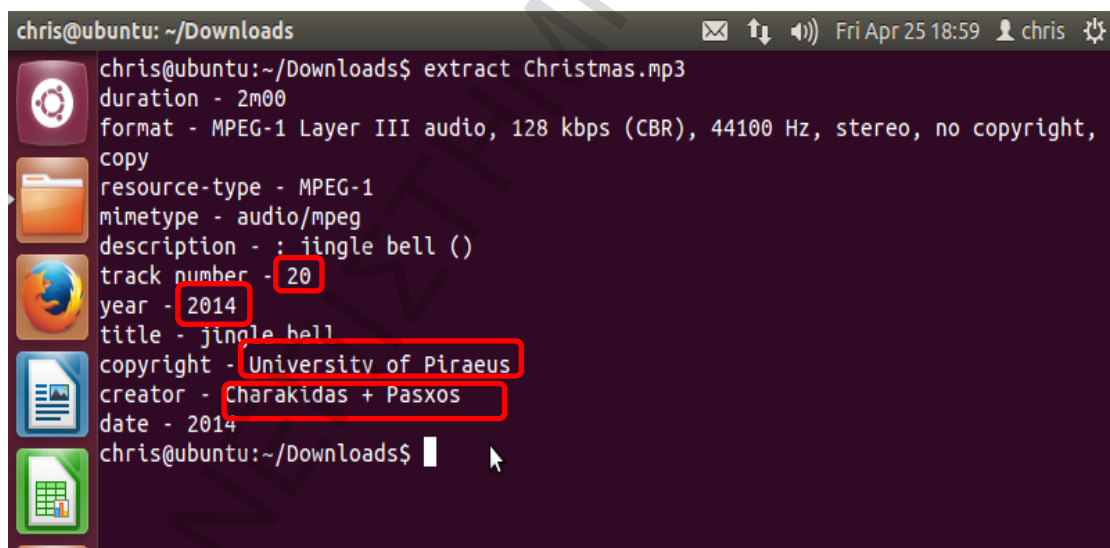 chris@ubuntu: ~/Downloads Fri Apr 25 18:59 chris
chris@ubuntu:~/Downloads$ extract Christmas.mp3
duration - 2m00
format - MPEG-1 Layer III audio, 128 kbps (CBR), 44100 Hz, stereo, no copyright,
copy
resource-type - MPEG-1
mimetype - audio/mpeg
description - : jingle bell ()
track number - 20
year - 2014
title - jingle bell
copyright - University of Piraeus
creator - Charakidas + Pasxos
date - 2014
chris@ubuntu:~/Downloads$